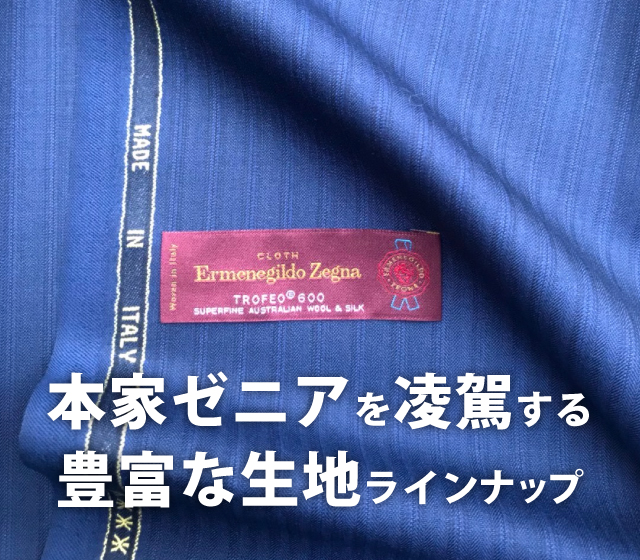 MADE IN ITALY
CLOTH
Ermenegildo Zegna
TROFEO® 600
SUPERFINE AUSTRALIAN WOOL & SILK
Woven in Italy
本家ゼニアを凌駕する
豊富な生地ラインナップ